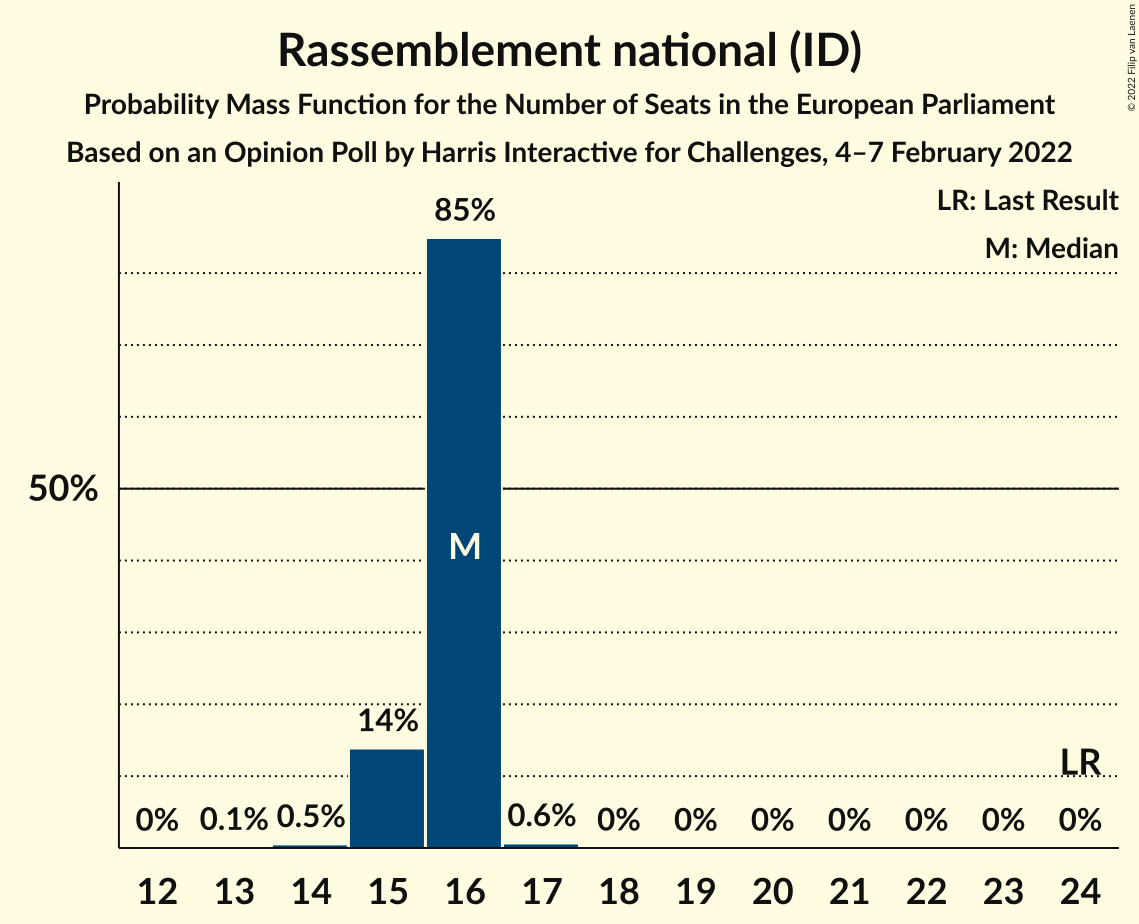 Rassemblement national (ID)
Probability Mass Function for the Number of Seats in the European Parliament
Based on an Opinion Poll by Harris Interactive for Challenges, 4–7 February 2022
© 2022 Filip van Laenen
LR: Last Result
M: Median
85%
50%
M
14%
LR
0% 0.1% 0.5% 0.6% 0% 0% 0% 0% 0% 0% 0%
12 13 14 15 16 17 18 19 20 21 22 23 24